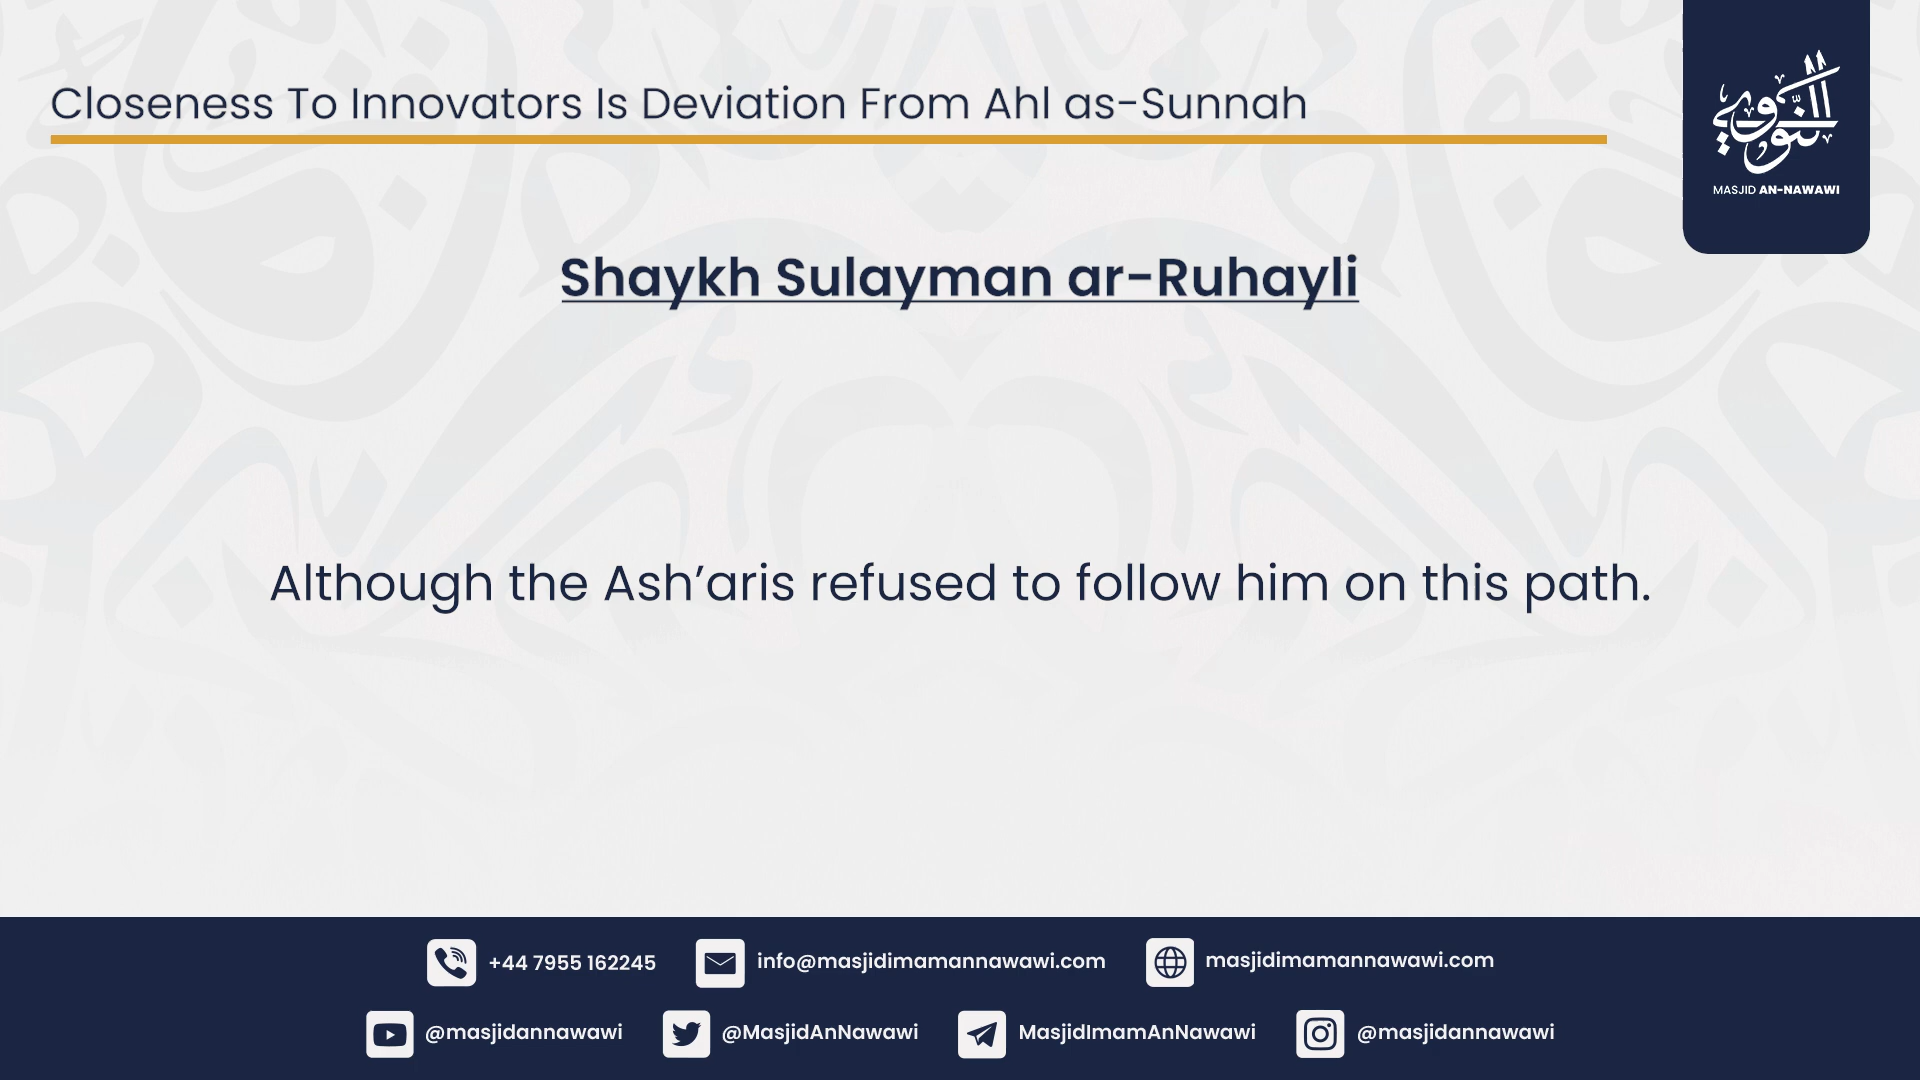 Closeness To Innovators Is Deviation From Ahl as-Sunnah
النووي
MASJID AN-NAWAWI
Shaykh Sulayman ar-Ruhayli
Although the Ash’aris refused to follow him on this path.
+44 7955 162245 info@masjidimamannawawi.com masjidimamannawawi.com
@masjidannawawi @MasjidAnNawawi MasjidImamAnNawawi @masjidannawawi